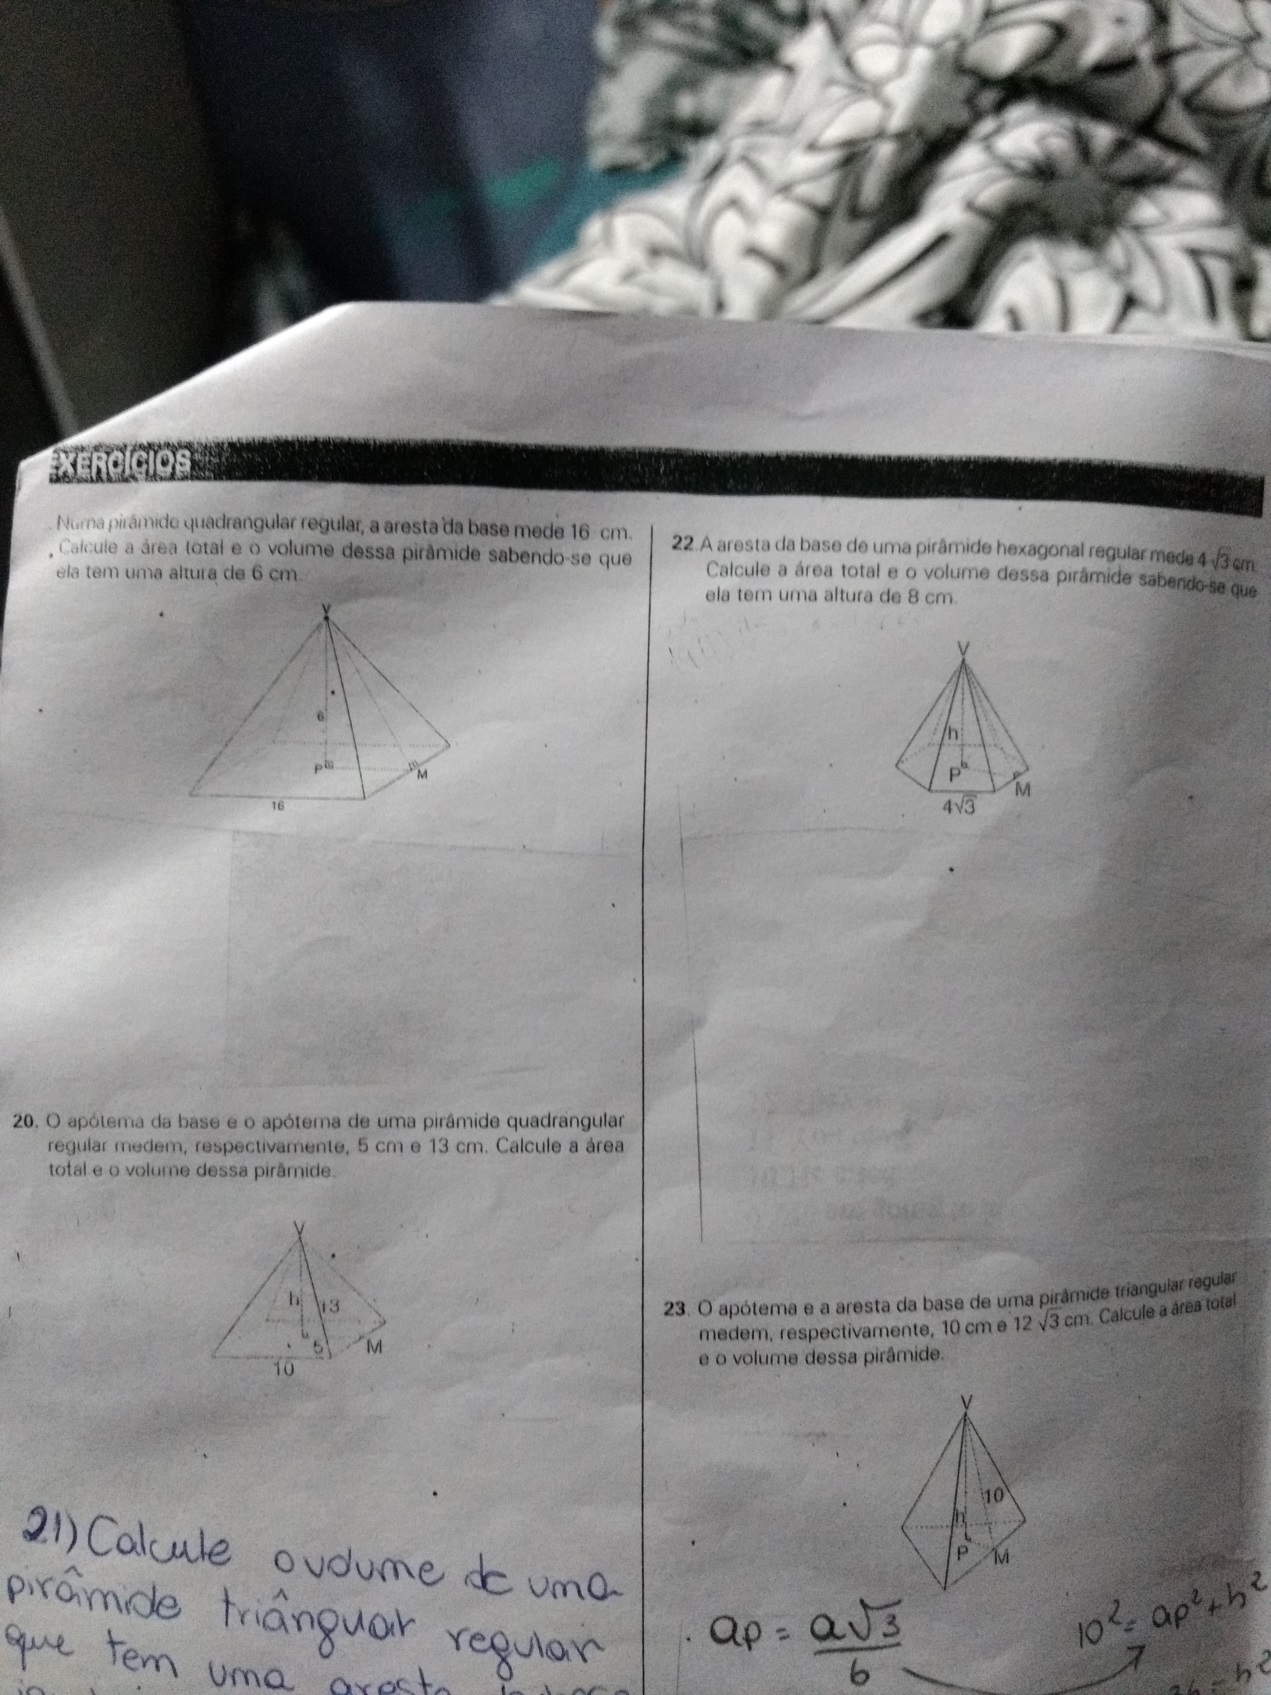 EXERCÍCIOS
Numa pirâmide quadrangular regular, a aresta da base mede 16 cm.
Calcule a área total e o volume dessa pirâmide sabendo-se que
ela tem uma altura de 6 cm
V
6
P
M
16
20. O apótema da base e o apótema de uma pirâmide quadrangular
regular medem, respectivamente, 5 cm e 13 cm. Calcule a área
total e o volume dessa pirâmide.
V
h
13
5
M
10
21) Calcule o volume de uma
pirâmide triânguar regular
que tem uma aresta
22. A aresta da base de uma pirâmide hexagonal regular mede 4 √3 cm.
Calcule a área total e o volume dessa pirâmide sabendo-se que
ela tem uma altura de 8 cm.
V
h
P
M
4√3
23. O apótema e a aresta da base de uma pirâmide triangular regular
medem, respectivamente, 10 cm e 12 √3 cm. Calcule a área total
e o volume dessa pirâmide.
V
10
h
P
M
ap = a√3/6
10² = ap² + h²
= h²